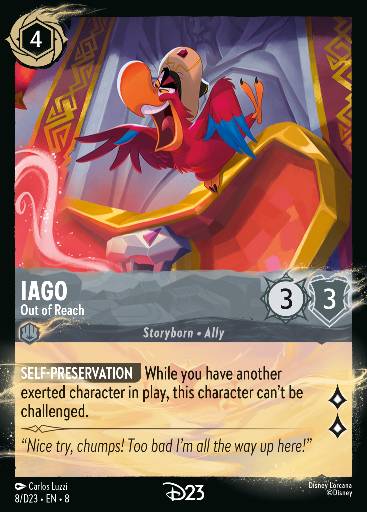 4
IAGO
Out of Reach
3 3
Storyborn • Ally
SELF-PRESERVATION While you have another
exerted character in play, this character can't be
challenged.
"Nice try, chumps! Too bad I'm all the way up here!"
Carlos Luzzi
8/D23 • EN • 8
D23
Disney Lorcana
©Disney